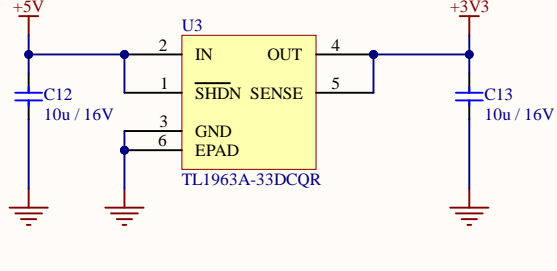 +5V
+3V3
U3
2 IN OUT 4
1 SHDN SENSE 5
C12
10u / 16V
C13
10u / 16V
3 GND
6 EPAD
TL1963A-33DCQR